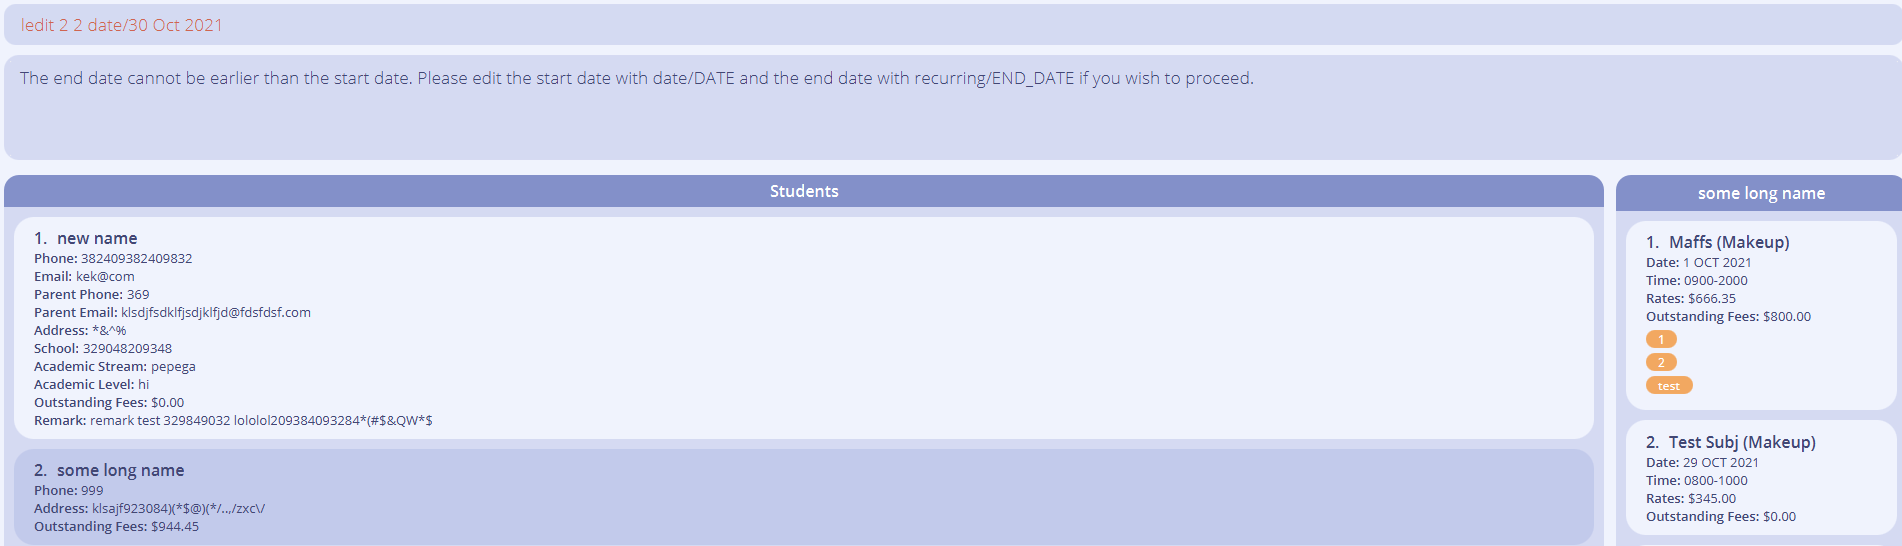 ledit 2 2 date/30 Oct 2021
The end date cannot be earlier than the start date. Please edit the start date with date/DATE and the end date with recurring/END_DATE if you wish to proceed.
Students
1. new name
Phone: 382409382409832
Email: kek@com
Parent Phone: 369
Parent Email: klsdjfsdklfjsdjklfjd@fdsfdsf.com
Address: *&^%
School: 329048209348
Academic Stream: pepega
Academic Level: hi
Outstanding Fees: $0.00
Remark: remark test 329849032 lololol209384093284*(#$&QW*$
2. some long name
Phone: 999
Address: klsajf923084)(*$@)(*/..,/zxc\/
Outstanding Fees: $944.45
some long name
1. Maffs (Makeup)
Date: 1 OCT 2021
Time: 0900-2000
Rates: $666.35
Outstanding Fees: $800.00
1
2
test
2. Test Subj (Makeup)
Date: 29 OCT 2021
Time: 0800-1000
Rates: $345.00
Outstanding Fees: $0.00